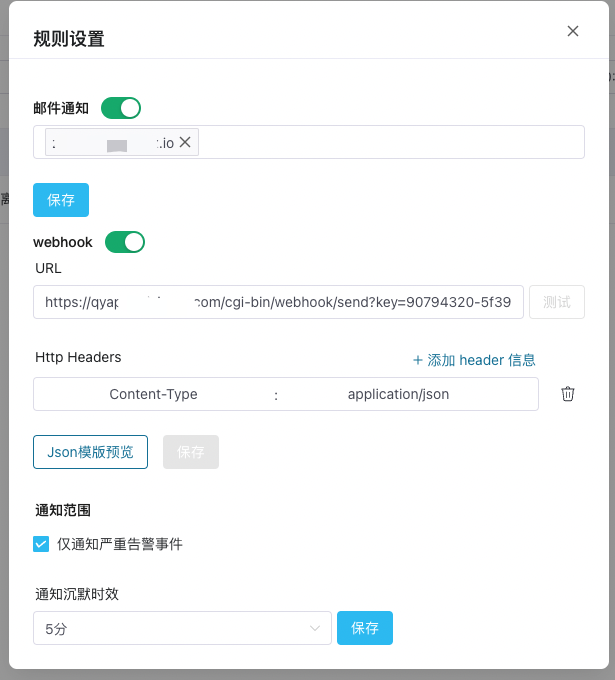 规则设置
邮件通知
.io
保存
webhook
URL
https://qyap com/cgi-bin/webhook/send?key=90794320-5f39
测试
Http Headers
+ 添加 header 信息
Content-Type : application/json
Json模版预览
保存
通知范围
仅通知严重告警事件
通知沉默时效
5分
保存